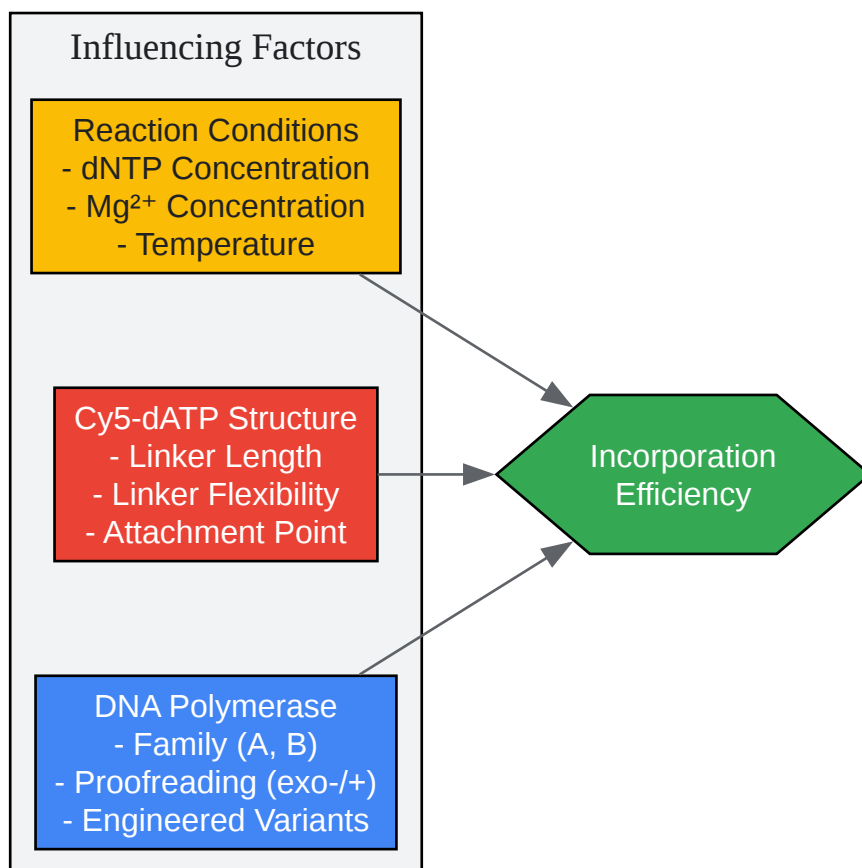 Influencing Factors
Reaction Conditions
- dNTP Concentration
- Mg²⁺ Concentration
- Temperature
Cy5-dATP Structure
- Linker Length
- Linker Flexibility
- Attachment Point
Incorporation
Efficiency
DNA Polymerase
- Family (A, B)
- Proofreading (exo-/+)
- Engineered Variants